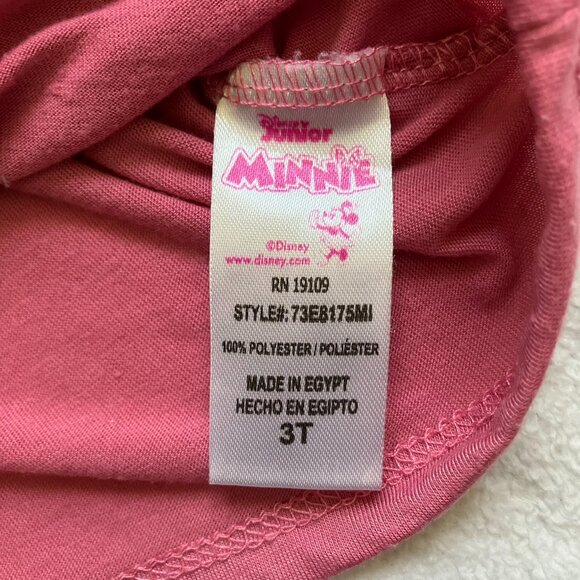 Disney
Junior
MINNIE
©Disney
www.disney.com
RN 19109
STYLE#: 73EB175MI
100% POLYESTER / POLIÉSTER
MADE IN EGYPT
HECHO EN EGIPTO
3T